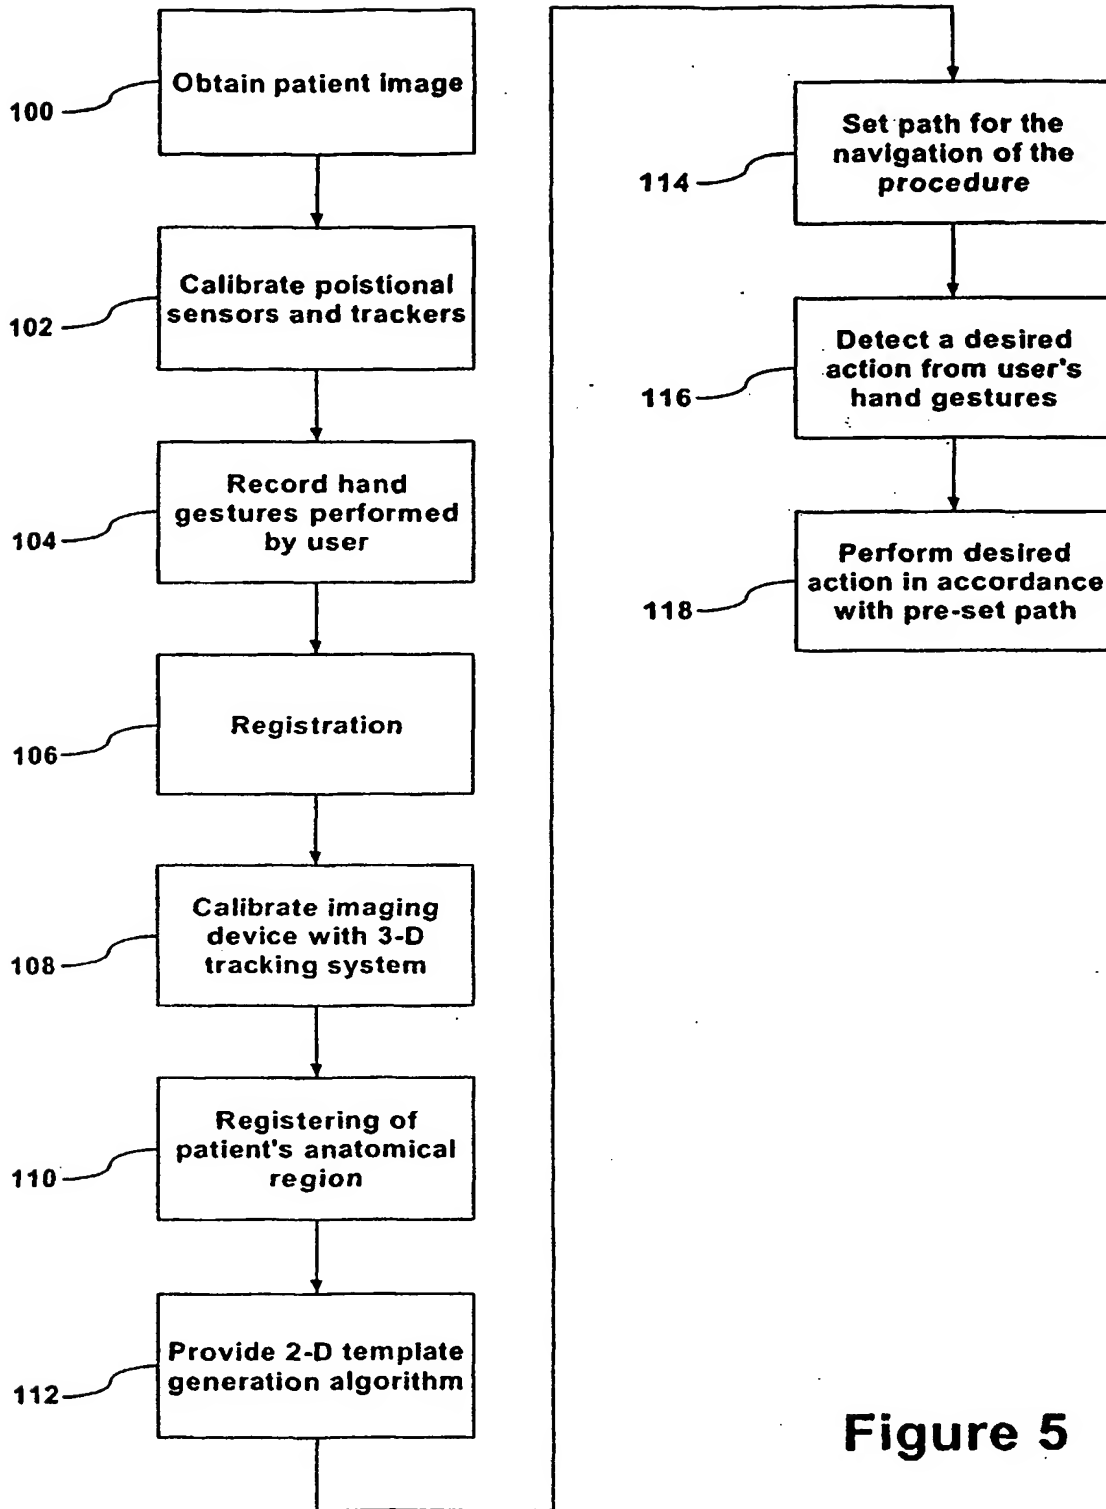 Obtain patient image
100
Calibrate poistional
sensors and trackers
102
Record hand
gestures performed
by user
104
Registration
106
Calibrate imaging
device with 3-D
tracking system
108
Registering of
patient's anatomical
region
110
Provide 2-D template
generation algorithm
112
Set path for the
navigation of the
procedure
114
Detect a desired
action from user's
hand gestures
116
Perform desired
action in accordance
with pre-set path
118
Figure 5